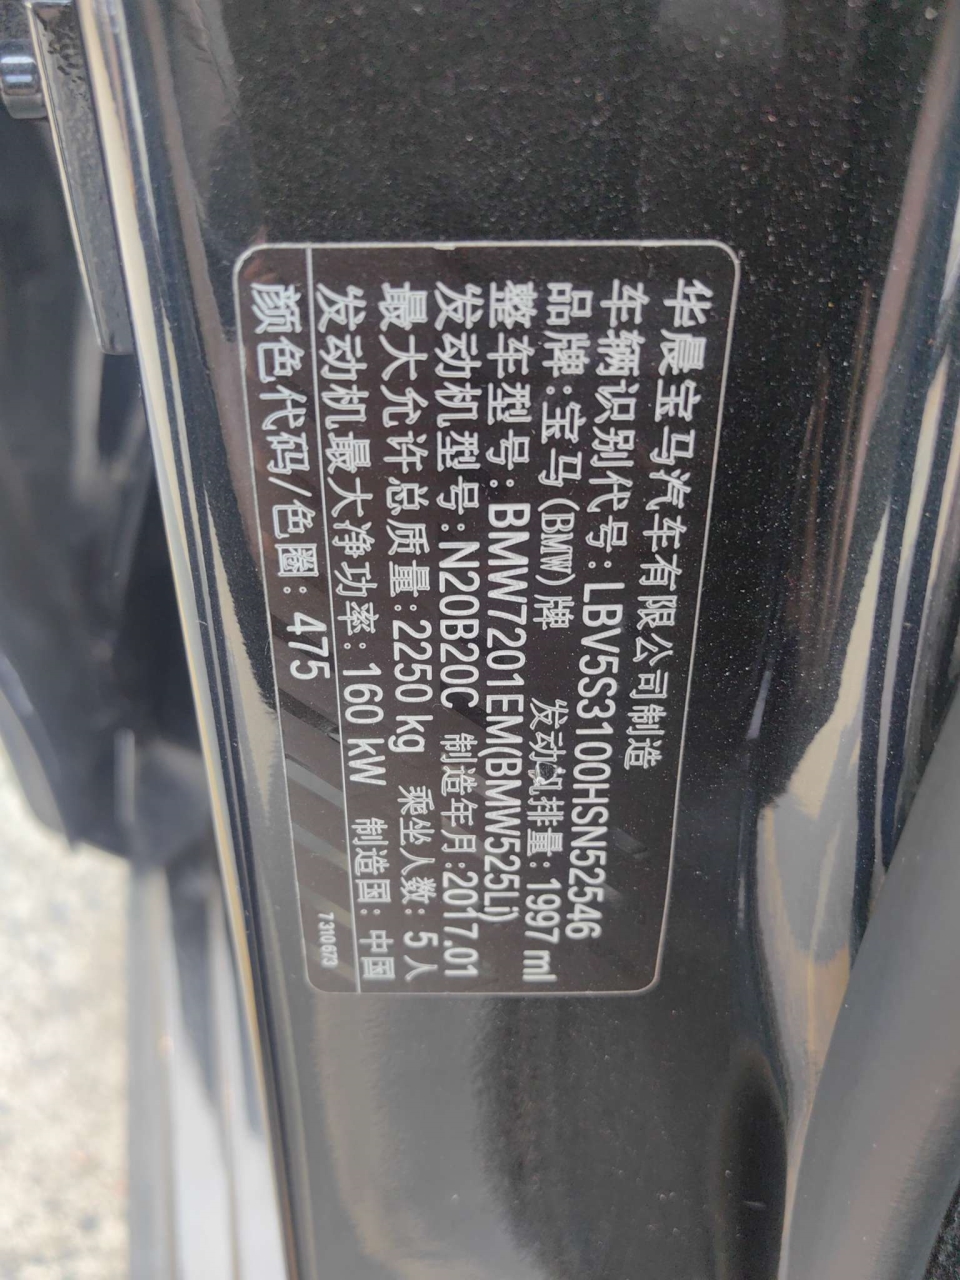 华晨宝马汽车有限公司制造
车辆识别代号:LBV5S3100HSN52546
品牌:宝马(BMW)牌 发动机排量:1997 ml
整车型号:BMW7201EM(BMW525Li)
发动机型号:N20B20C 制造年月:2017.01
最大允许总质量:2250 kg 乘坐人数:5 人
发动机最大净功率:160 kW 制造国:中国
颜色代码/色圈:475 7310673